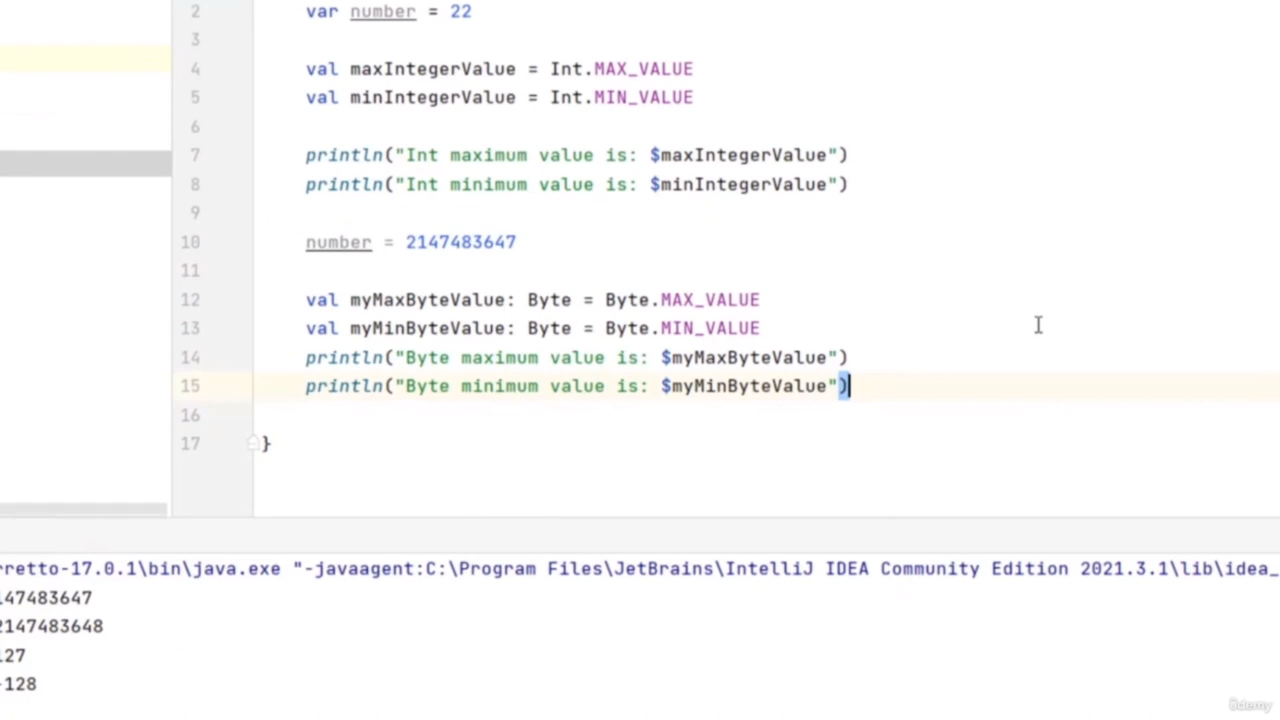 2 var number = 22
3
4 val maxIntegerValue = Int.MAX_VALUE
5 val minIntegerValue = Int.MIN_VALUE
6
7 println("Int maximum value is: $maxIntegerValue")
8 println("Int minimum value is: $minIntegerValue")
9
10 number = 2147483647
11
12 val myMaxByteValue: Byte = Byte.MAX_VALUE
13 val myMinByteValue: Byte = Byte.MIN_VALUE
14 println("Byte maximum value is: $myMaxByteValue")
15 println("Byte minimum value is: $myMinByteValue")
16
17 }
rretto-17.0.1\bin\java.exe "-javaagent:C:\Program Files\JetBrains\IntelliJ IDEA Community Edition 2021.3.1\lib\idea_
147483647
2147483648
127
-128
ûdemy